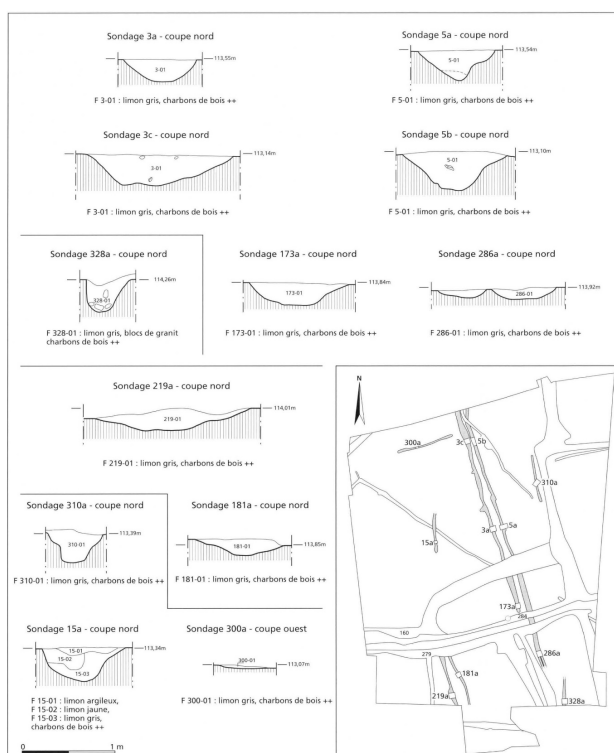 Sondage 3a - coupe nord
113,55m
3-01
F 3-01 : limon gris, charbons de bois ++
Sondage 5a - coupe nord
113,54m
5-01
F 5-01 : limon gris, charbons de bois ++
Sondage 3c - coupe nord
113,14m
3-01
F 3-01 : limon gris, charbons de bois ++
Sondage 5b - coupe nord
113,10m
5-01
F 5-01 : limon gris, charbons de bois ++
Sondage 328a - coupe nord
114,26m
328-01
F 328-01 : limon gris, blocs de granit
charbons de bois ++
Sondage 173a - coupe nord
113,84m
173-01
F 173-01 : limon gris, charbons de bois ++
Sondage 286a - coupe nord
113,92m
286-01
F 286-01 : limon gris, charbons de bois ++
Sondage 219a - coupe nord
114,01m
219-01
F 219-01 : limon gris, charbons de bois ++
Sondage 310a - coupe nord
113,39m
310-01
F 310-01 : limon gris, charbons de bois ++
Sondage 181a - coupe nord
113,85m
181-01
F 181-01 : limon gris, charbons de bois ++
Sondage 15a - coupe nord
113,34m
15-01
15-02
15-03
F 15-01 : limon argileux,
F 15-02 : limon jaune,
F 15-03 : limon gris,
charbons de bois ++
Sondage 300a - coupe ouest
300-01
113,07m
F 300-01 : limon gris, charbons de bois ++
0 1 m
N
300a
3c
5b
310a
3a
5a
15a
173a
284
160
279
286a
181a
219a
328a